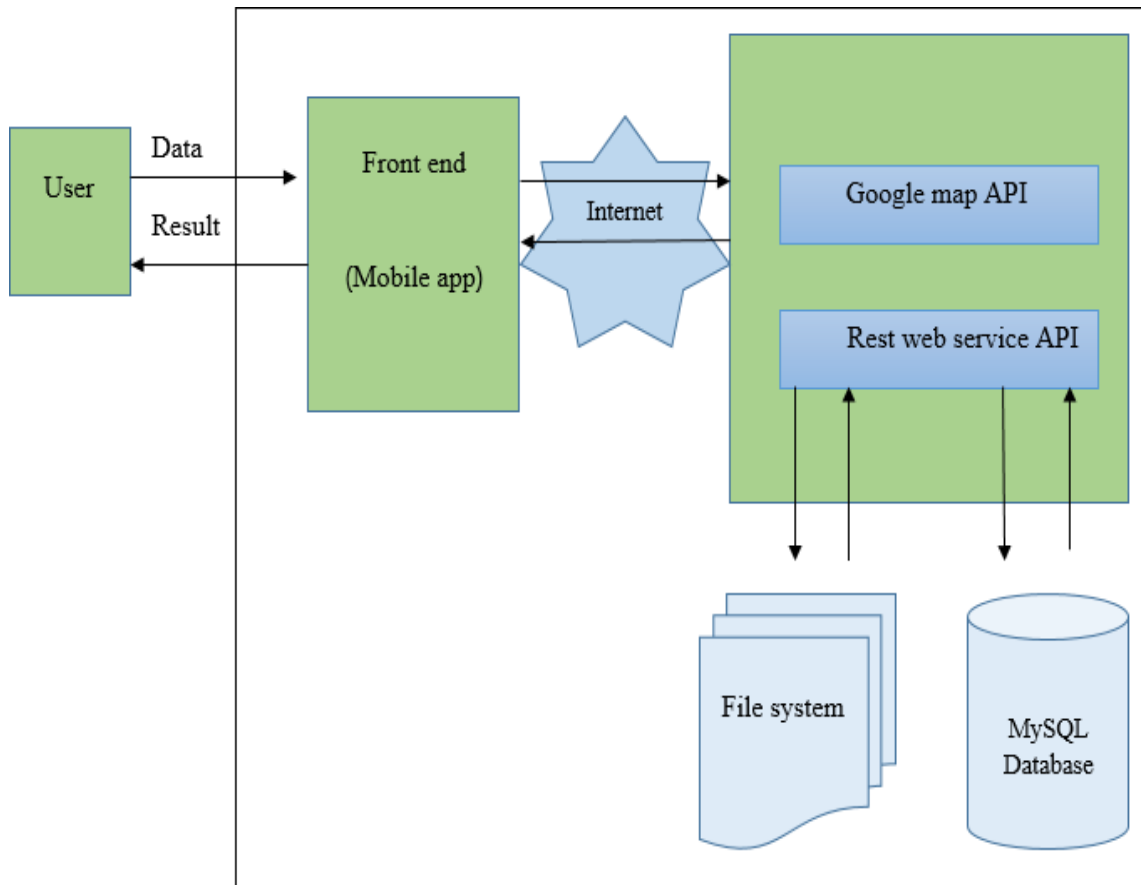 User
Data
Result
Front end
(Mobile app)
Internet
Google map API
Rest web service API
File system
MySQL
Database